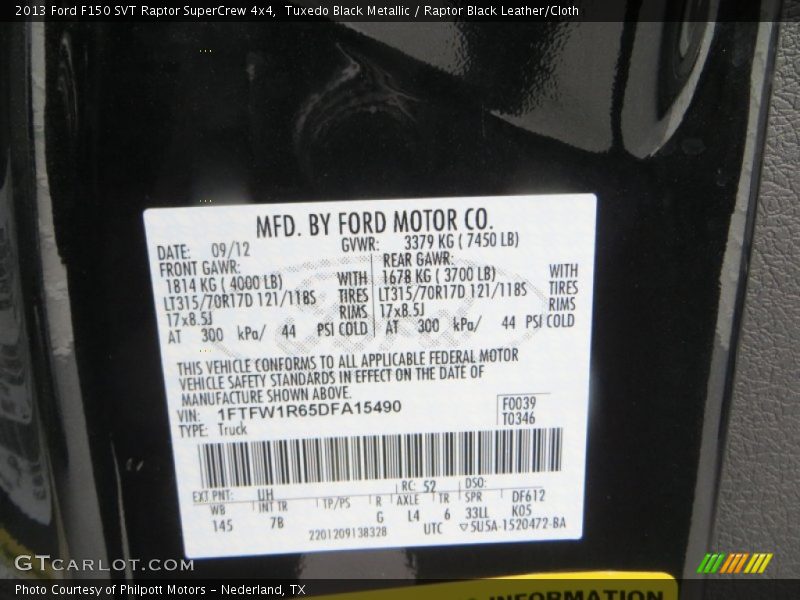 2013 Ford F150 SVT Raptor SuperCrew 4x4,  Tuxedo Black Metallic / Raptor Black Leather/Cloth
MFD. BY FORD MOTOR CO.
DATE: 09/12 GVWR: 3379 KG ( 7450 LB)
FRONT GAWR: REAR GAWR:
1814 KG ( 4000 LB) WITH 1678 KG ( 3700 LB) WITH
LT315/70R17D 121/118S TIRES LT315/70R17D 121/118S TIRES
17x8.5J RIMS 17x8.5J RIMS
AT 300 kPa/ 44 PSI COLD AT 300 kPa/ 44 PSI COLD
THIS VEHICLE CONFORMS TO ALL APPLICABLE FEDERAL MOTOR
VEHICLE SAFETY STANDARDS IN EFFECT ON THE DATE OF
MANUFACTURE SHOWN ABOVE.
VIN: 1FTFW1R65DFA15490 F0039
TYPE: Truck T0346
EXT PNT: UH RC: 52 DSO:
WB INT TR TP/PS R AXLE TR SPR DF612
145 7B G L4 6 33LL K05
2201209138328 UTC ▽5U5A-1520472-BA
INFORMATION
GTCARLOT.COM
Photo Courtesy of Philpott Motors – Nederland, TX